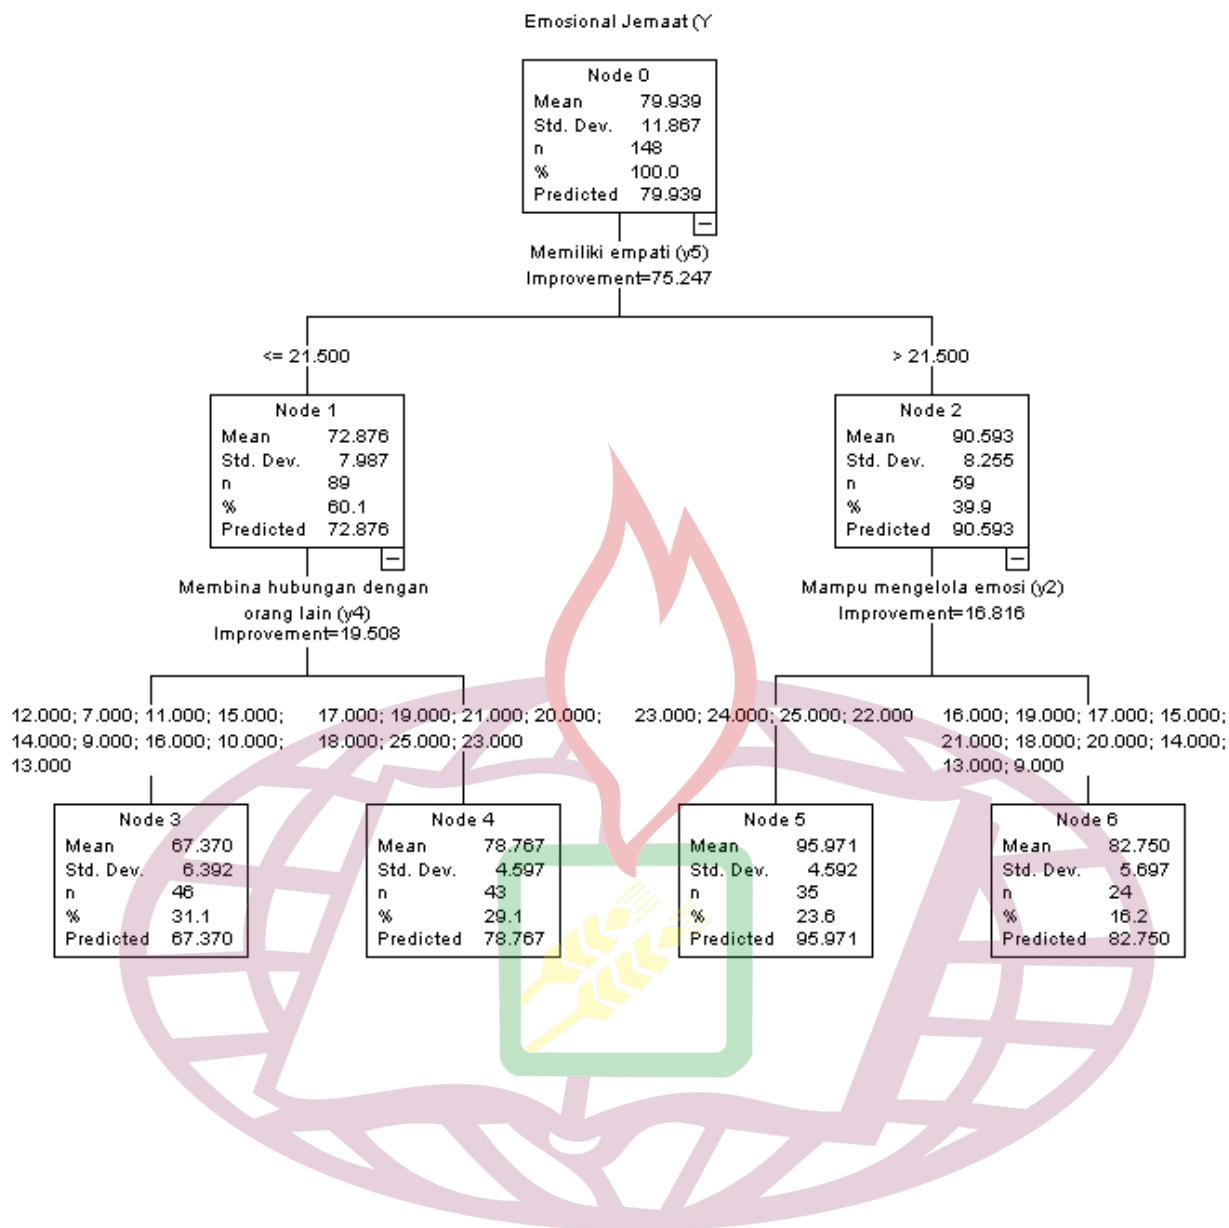 Emosional Jemaat (Y
Node 0
Mean 79.939
Std. Dev. 11.867
n 148
% 100.0
Predicted 79.939
Memiliki empati (y5)
Improvement=75.247
<= 21.500
> 21.500
Node 1
Mean 72.876
Std. Dev. 7.987
n 89
% 60.1
Predicted 72.876
Node 2
Mean 90.593
Std. Dev. 8.255
n 59
% 39.9
Predicted 90.593
Membina hubungan dengan
orang lain (y4)
Improvement=19.508
Mampu mengelola emosi (y2)
Improvement=16.816
12.000; 7.000; 11.000; 15.000;
14.000; 9.000; 16.000; 10.000;
13.000
17.000; 19.000; 21.000; 20.000;
18.000; 25.000; 23.000
23.000; 24.000; 25.000; 22.000
16.000; 19.000; 17.000; 15.000;
21.000; 18.000; 20.000; 14.000;
13.000; 9.000
Node 3
Mean 67.370
Std. Dev. 6.392
n 46
% 31.1
Predicted 67.370
Node 4
Mean 78.767
Std. Dev. 4.597
n 43
% 29.1
Predicted 78.767
Node 5
Mean 95.971
Std. Dev. 4.592
n 35
% 23.6
Predicted 95.971
Node 6
Mean 82.750
Std. Dev. 5.697
n 24
% 16.2
Predicted 82.750